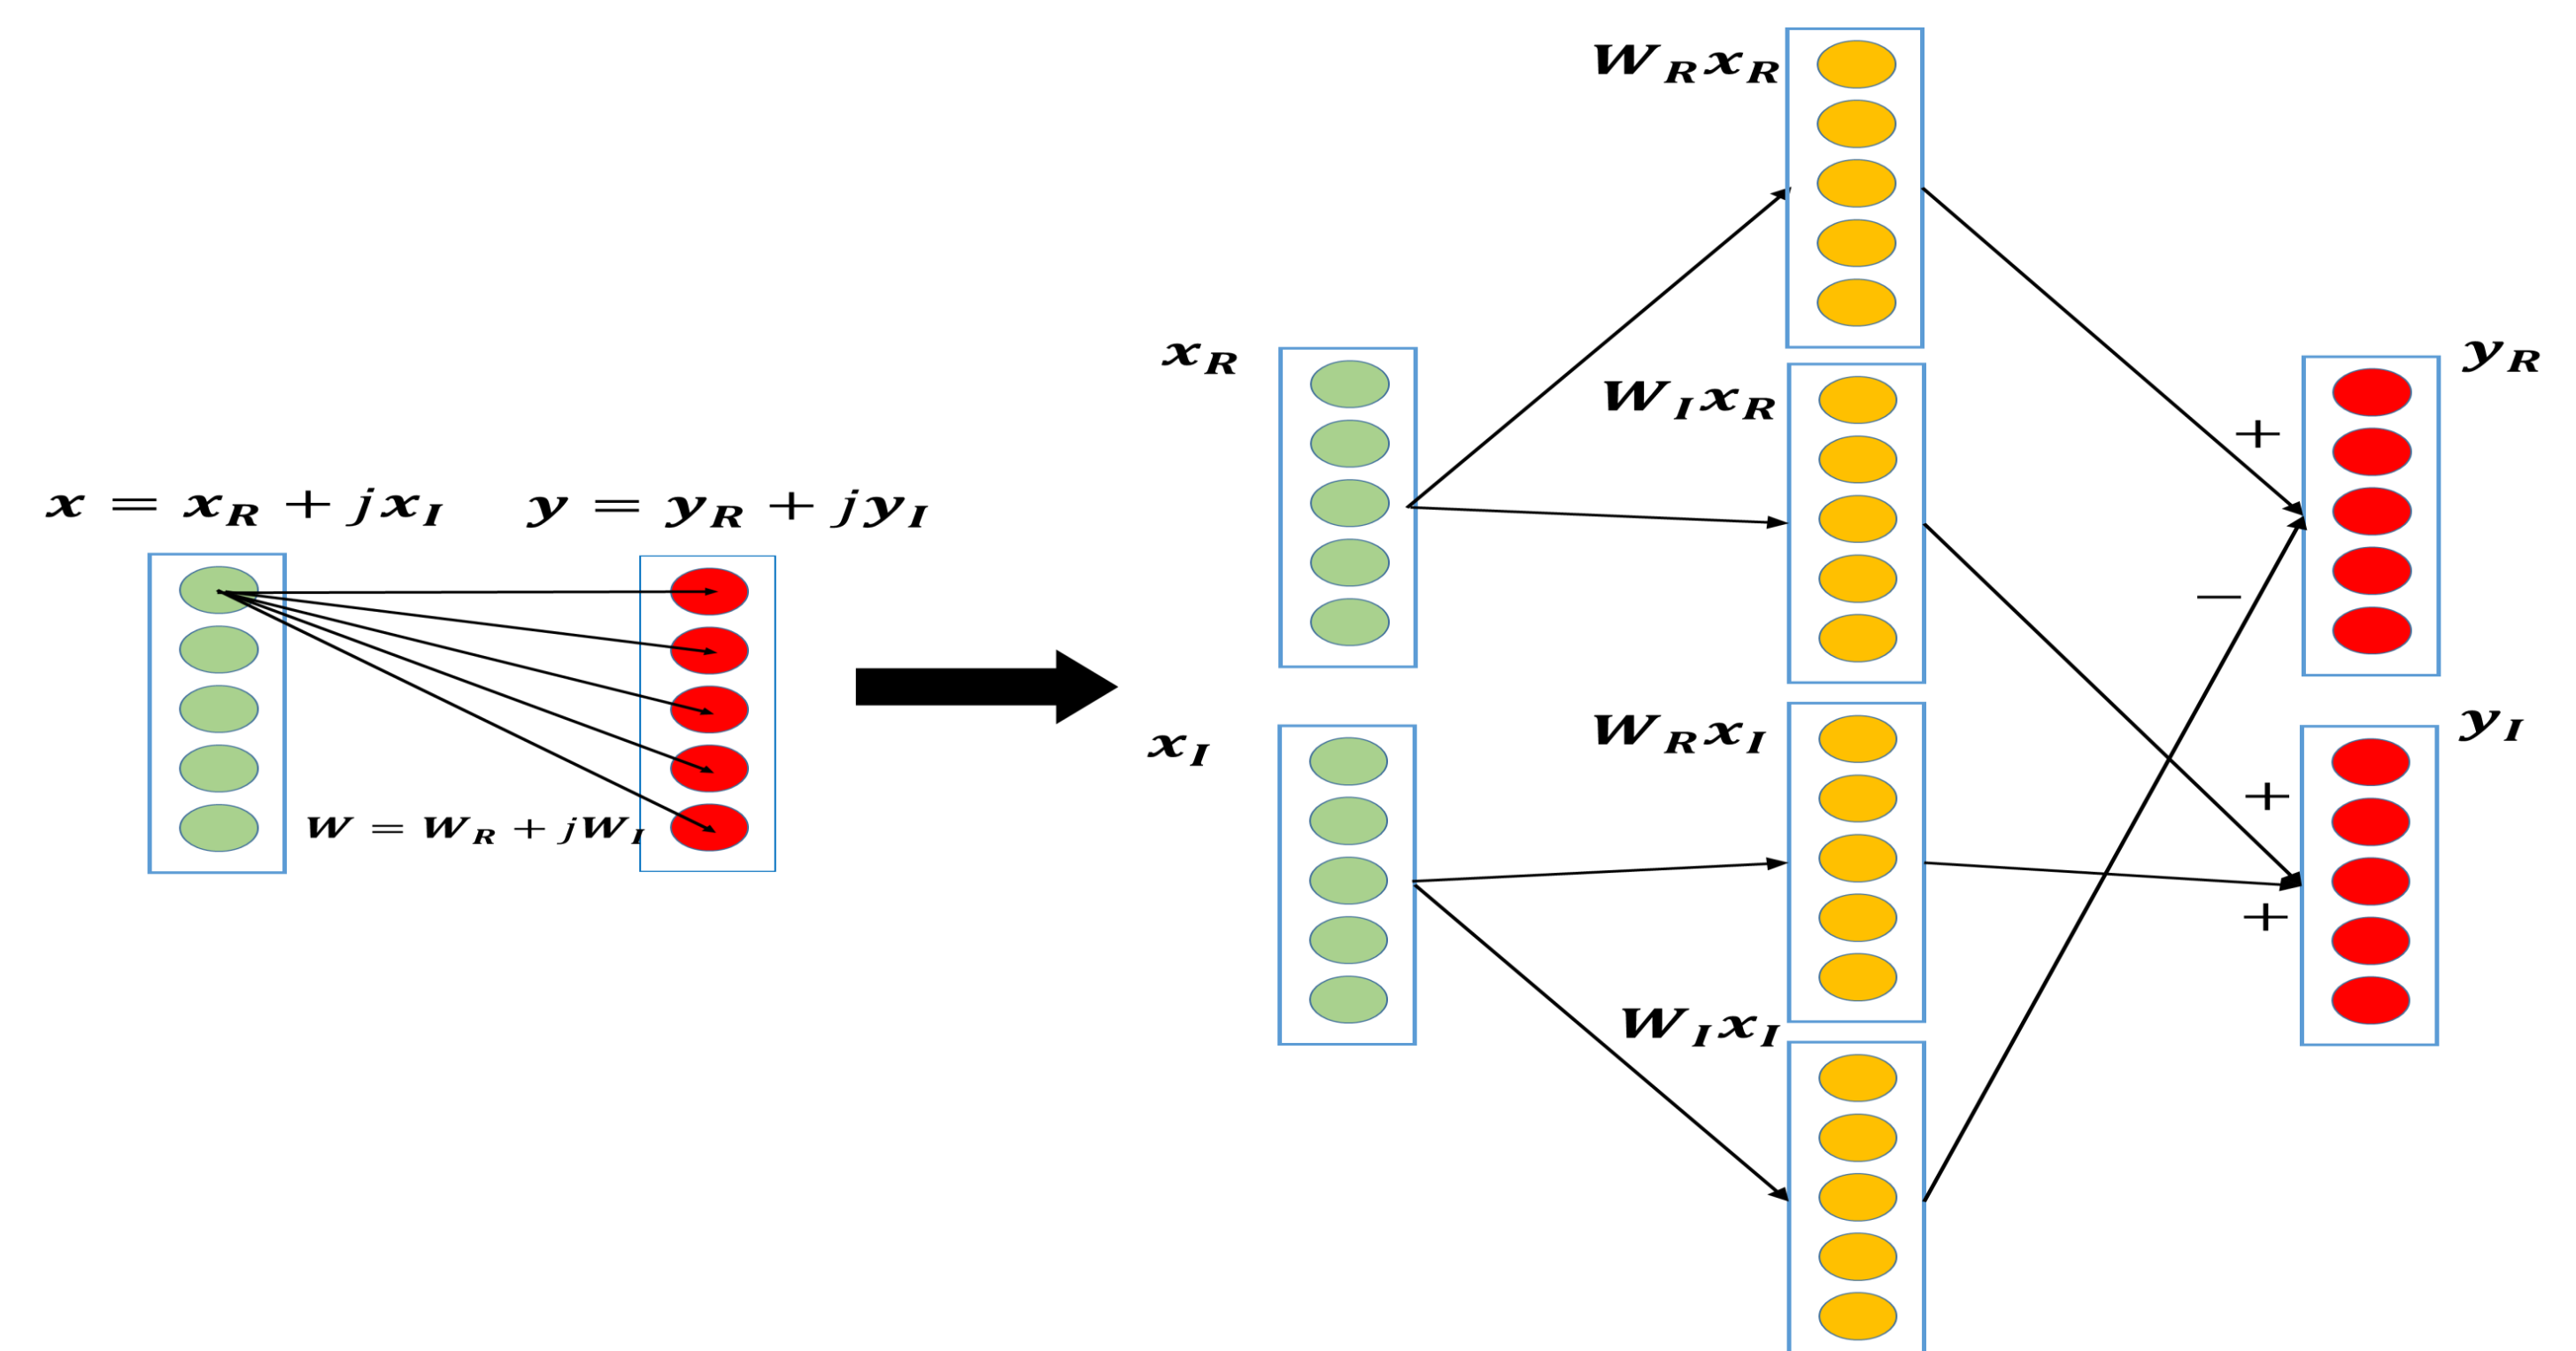 x = x_R + jx_I
y = y_R + jy_I
W = W_R + jW_I
x_R
x_I
W_R x_R
W_I x_R
W_R x_I
W_I x_I
+
−
+
+
y_R
y_I